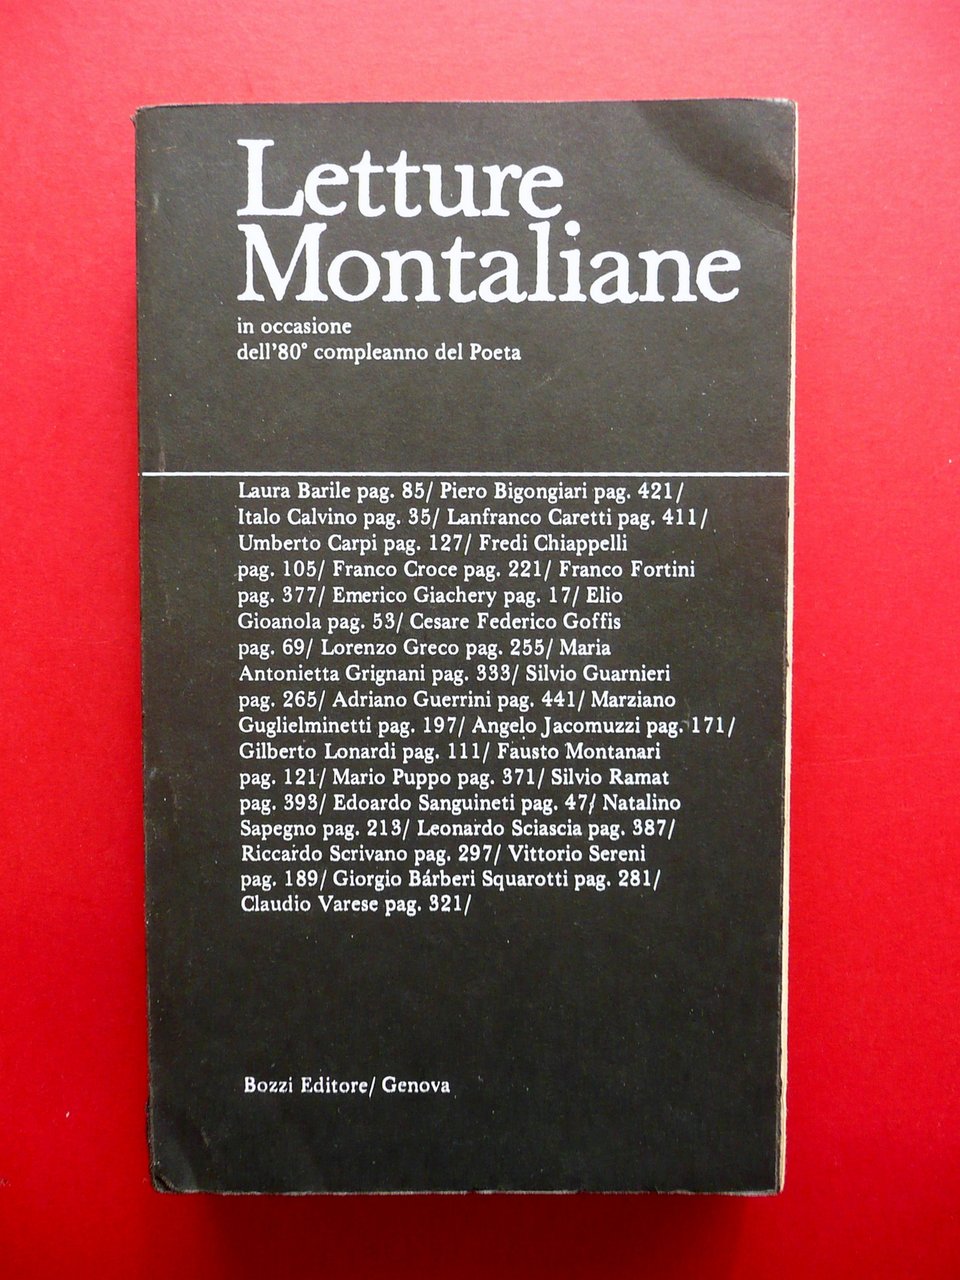 Letture
Montaliane
in occasione
dell'80° compleanno del Poeta
Laura Barile pag. 85/ Piero Bigongiari pag. 421/
Italo Calvino pag. 35/ Lanfranco Caretti pag. 411/
Umberto Carpi pag. 127/ Fredi Chiappelli
pag. 105/ Franco Croce pag. 221/ Franco Fortini
pag. 377/ Emerico Giachery pag. 17/ Elio
Gioanola pag. 53/ Cesare Federico Goffis
pag. 69/ Lorenzo Greco pag. 255/ Maria
Antonietta Grignani pag. 333/ Silvio Guarnieri
pag. 265/ Adriano Guerrini pag. 441/ Marziano
Guglielminetti pag. 197/ Angelo Jacomuzzi pag. 171/
Gilberto Lonardi pag. 111/ Fausto Montanari
pag. 121/ Mario Puppo pag. 371/ Silvio Ramat
pag. 393/ Edoardo Sanguineti pag. 47/ Natalino
Sapegno pag. 213/ Leonardo Sciascia pag. 387/
Riccardo Scrivano pag. 297/ Vittorio Sereni
pag. 189/ Giorgio Bárberi Squarotti pag. 281/
Claudio Varese pag. 321/
Bozzi Editore/ Genova